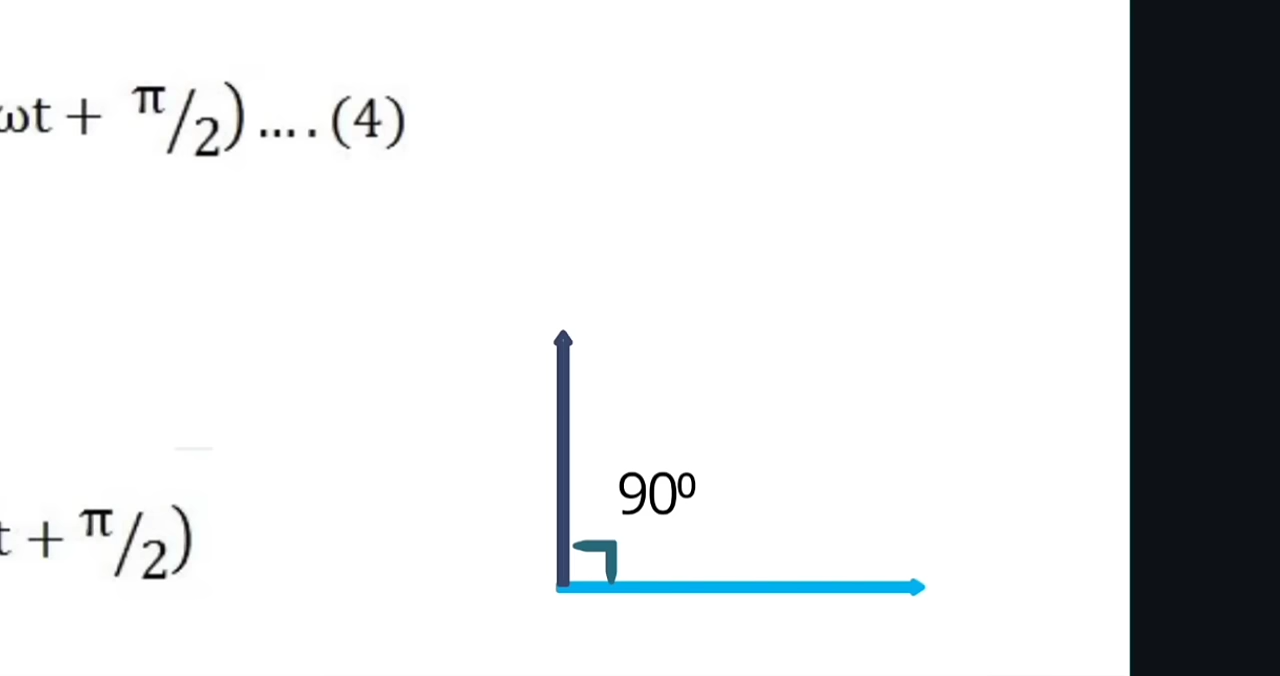 ωt + π/2) .... (4)
90⁰
t + π/2)